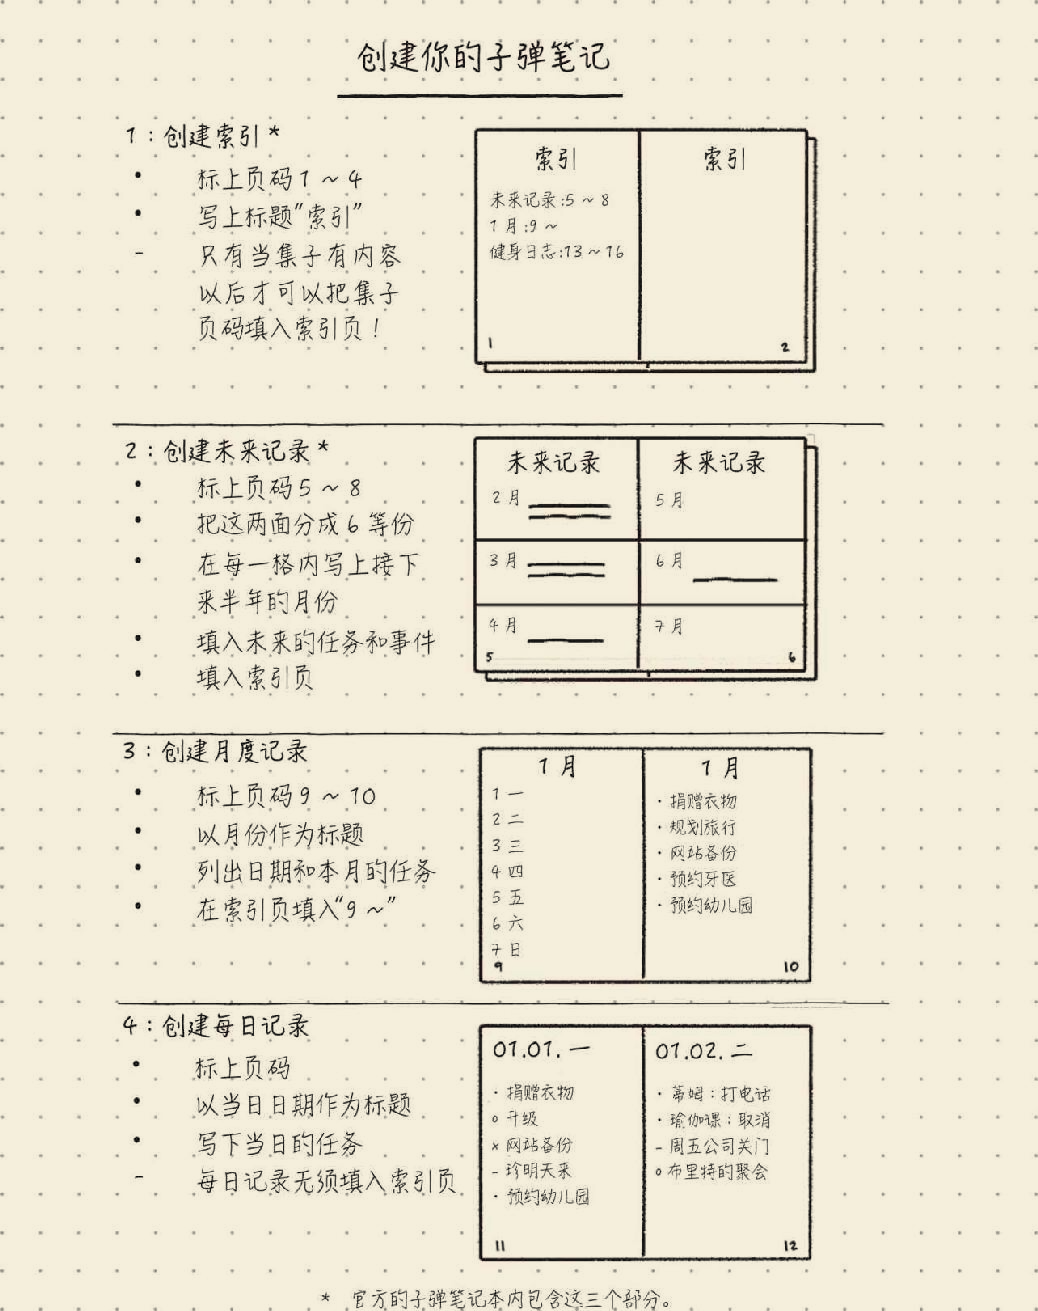 创建你的子弹笔记
1：创建索引*
• 标上页码1～4
• 写上标题"索引"
- 只有当集子有内容
以后才可以把集子
页码填入索引页！
索引
未来记录:5～8
1月:9～
健身日志:13～16
1
索引
2
2：创建未来记录*
• 标上页码5～8
• 把这两面分成6等份
• 在每一格内写上接下
来半年的月份
• 填入未来的任务和事件
• 填入索引页
未来记录
2月
3月
4月
5
未来记录
5月
6月
7月
6
3：创建月度记录
• 标上页码9～10
• 以月份作为标题
• 列出日期和本月的任务
• 在索引页填入“9～”
1月
1 一
2 二
3 三
4 四
5 五
6 六
7 日
9
1月
· 捐赠衣物
· 规划旅行
· 网站备份
· 预约牙医
· 预约幼儿园
10
4：创建每日记录
• 标上页码
• 以当日日期作为标题
• 写下当日的任务
- 每日记录无须填入索引页
01.01. 一
· 捐赠衣物
o 升级
× 网站备份
- 珍明天来
· 预约幼儿园
11
01.02. 二
· 蒂姆：打电话
· 瑜伽课：取消
- 周五公司关门
o 布里特的聚会
12
* 官方的子弹笔记本内包含这三个部分。